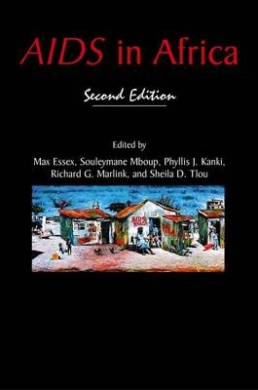 AIDS in Africa
Second Edition
Edited by
Max Essex, Souleymane Mboup, Phyllis J. Kanki,
Richard G. Marlink, and Sheila D. Tlou